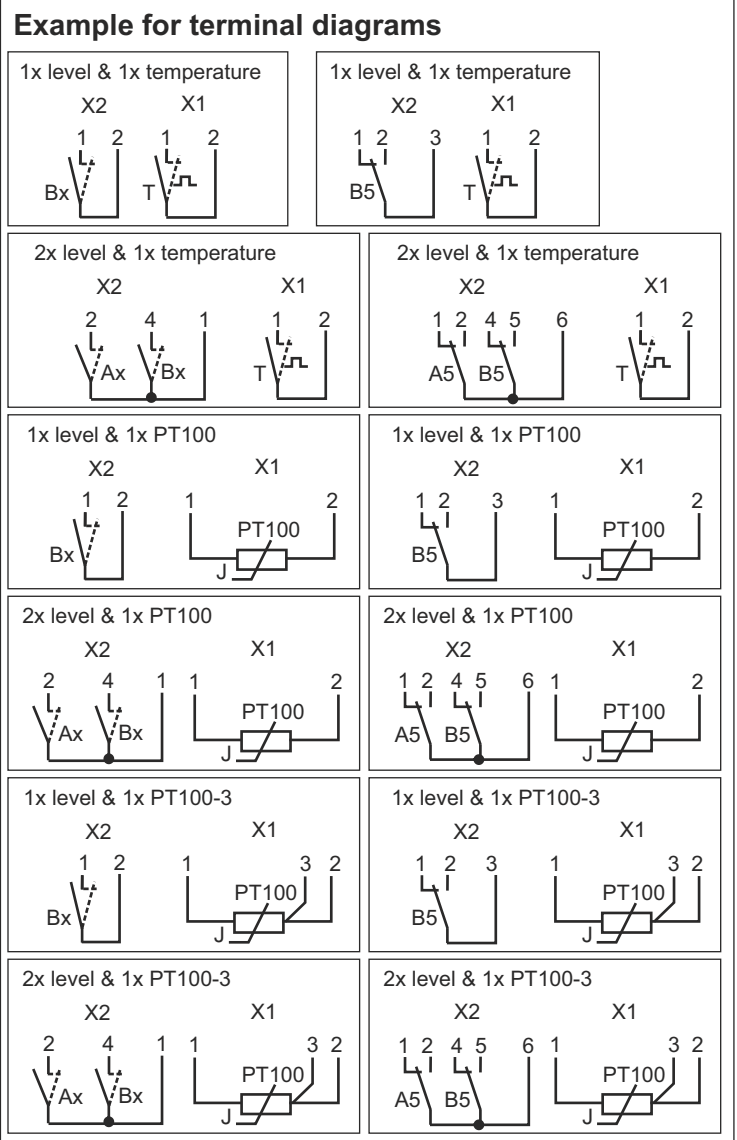 Example for terminal diagrams
1x level & 1x temperature
X2 X1
1 2 1 2
Bx T
1x level & 1x temperature
X2 X1
1 2 3 1 2
B5 T
2x level & 1x temperature
X2 X1
2 4 1 1 2
Ax Bx T
2x level & 1x temperature
X2 X1
1 2 4 5 6 1 2
A5 B5 T
1x level & 1x PT100
X2 X1
1 2 1 2
PT100
Bx
J
1x level & 1x PT100
X2 X1
1 2 3 1 2
PT100
B5
J
2x level & 1x PT100
X2 X1
2 4 1 1 2
PT100
Ax Bx
J
2x level & 1x PT100
X2 X1
1 2 4 5 6 1 2
PT100
A5 B5
J
1x level & 1x PT100-3
X2 X1
1 2 1 3 2
PT100
Bx
J
1x level & 1x PT100-3
X2 X1
1 2 3 1 3 2
PT100
B5
J
2x level & 1x PT100-3
X2 X1
2 4 1 1 3 2
PT100
Ax Bx
J
2x level & 1x PT100-3
X2 X1
1 2 4 5 6 1 3 2
PT100
A5 B5
J